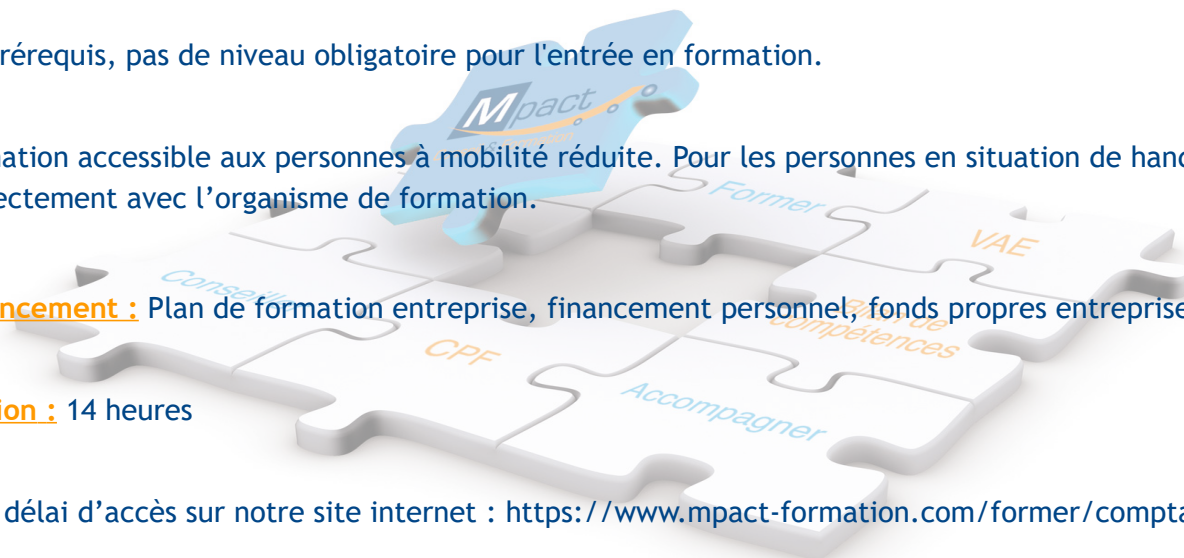 rérequis, pas de niveau obligatoire pour l'entrée en formation.
Mpact
& formation
ation accessible aux personnes à mobilité réduite. Pour les personnes en situation de hand
ectement avec l’organisme de formation.
Former
VAE
Conseiller
ncement : Plan de formation entreprise, financement personnel, fonds propres entreprise
Bilan de
compétences
CPF
Accompagner
ion : 14 heures
délai d’accès sur notre site internet : https://www.mpact-formation.com/former/compta